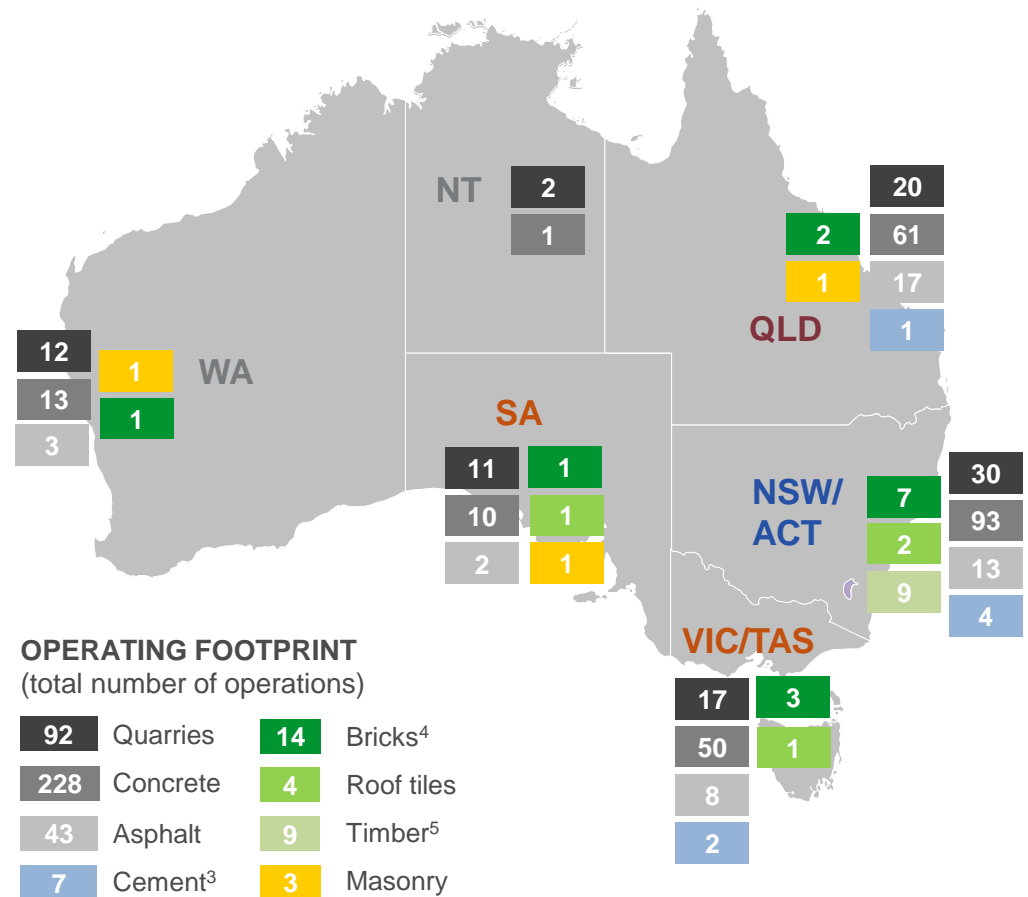 NT
2
1
20
2
61
1
17
QLD
1
12
1
13
WA
1
3
SA
11
1
10
1
2
1
NSW/
ACT
30
7
93
2
13
9
4
VIC/TAS
17
3
50
1
8
2
OPERATING FOOTPRINT
(total number of operations)
92 Quarries
14 Bricks⁴
228 Concrete
4 Roof tiles
43 Asphalt
9 Timber⁵
7 Cement³
3 Masonry